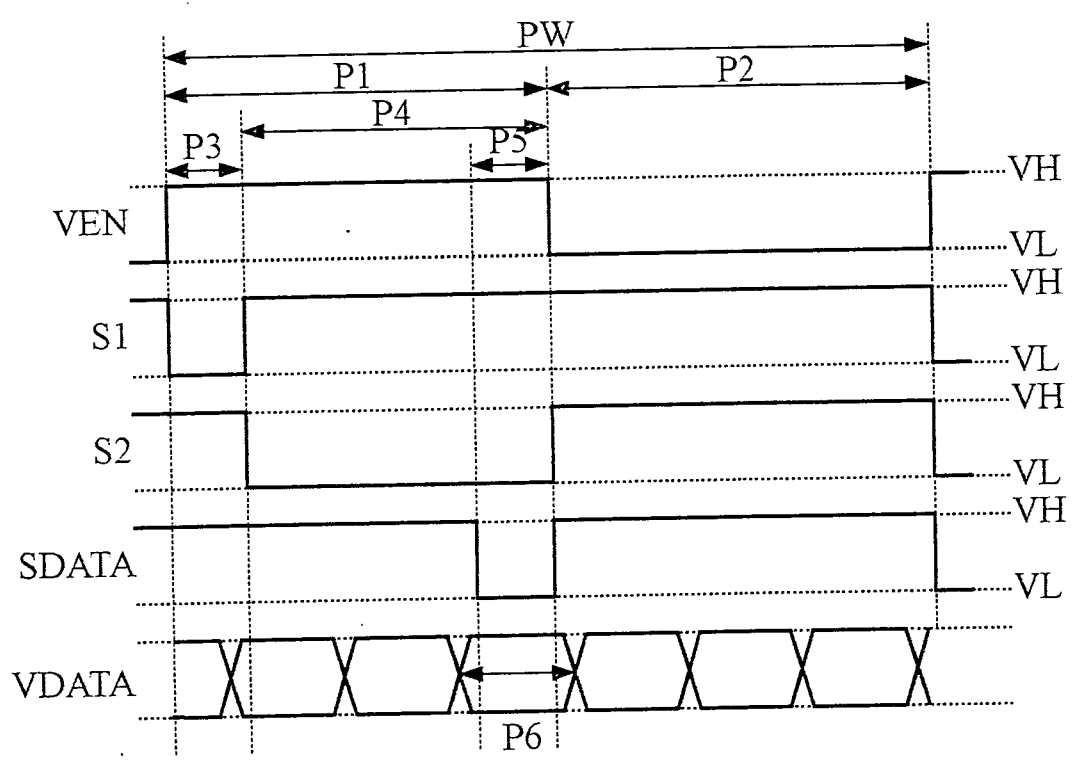 PW
P1 P2
P4
P3 P5
VEN VH
VL
S1 VH
VL
S2 VH
VL
SDATA VH
VL
VDATA
P6